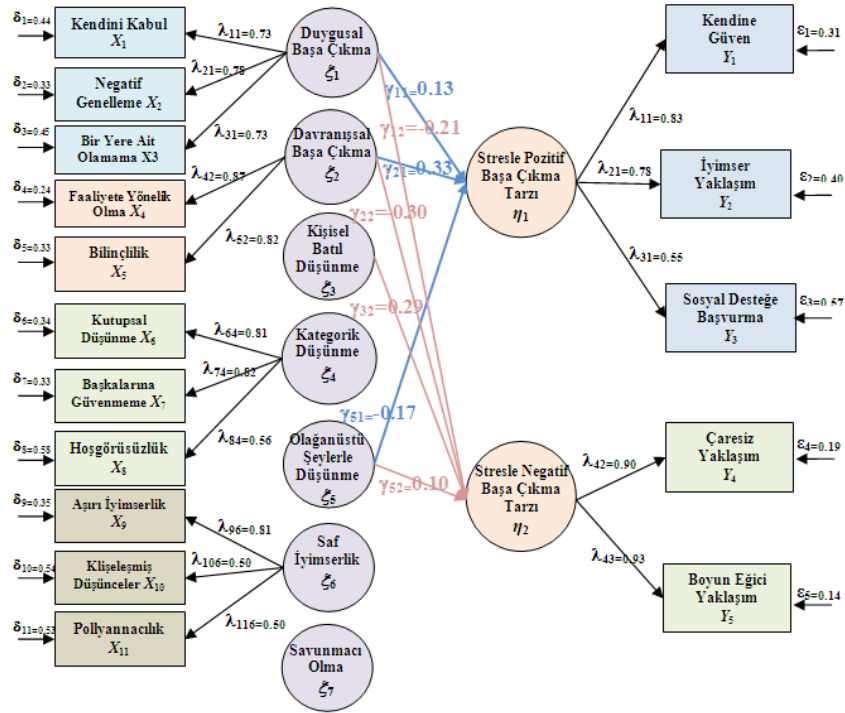 δ1=0.44
Kendini Kabul
X1
λ11=0.73
Duygusal
Başa Çıkma
ξ1
δ2=0.33
Negatif
Genelleme X2
λ21=0.78
δ3=0.45
Bir Yere Ait
Olamama X3
λ31=0.73
Davranışsal
Başa Çıkma
ξ2
δ4=0.24
Faaliyete Yönelik
Olma X4
λ42=0.87
δ5=0.33
Bilinçlilik
X5
λ52=0.82
Kişisel
Batıl
Düşünme
ξ3
δ6=0.34
Kutupsal
Düşünme X6
λ64=0.81
Kategorik
Düşünme
ξ4
δ7=0.33
Başkalarına
Güvenmeme X7
λ74=0.82
δ8=0.58
Hoşgörüsüzlük
X8
λ84=0.56
Olağanüstü
Şeylerle
Düşünme
ξ5
δ9=0.35
Aşırı İyimserlik
X9
λ96=0.81
Saf
İyimserlik
ξ6
δ10=0.54
Klişeleşmiş
Düşünceler X10
λ106=0.50
δ11=0.53
Pollyannacılık
X11
λ116=0.50
Savunmacı
Olma
ξ7
γ11=0.13
γ12=-0.21
γ21=0.33
γ22=-0.30
γ32=0.29
γ51=-0.17
γ52=0.10
Stresle Pozitif
Başa Çıkma
Tarzı
η1
Stresle Negatif
Başa Çıkma
Tarzı
η2
λ11=0.83
Kendine
Güven
Y1
ε1=0.31
λ21=0.78
İyimser
Yaklaşım
Y2
ε2=0.40
λ31=0.55
Sosyal Desteğe
Başvurma
Y3
ε3=0.57
λ42=0.90
Çaresiz
Yaklaşım
Y4
ε4=0.19
λ43=0.93
Boyun Eğici
Yaklaşım
Y5
ε5=0.14